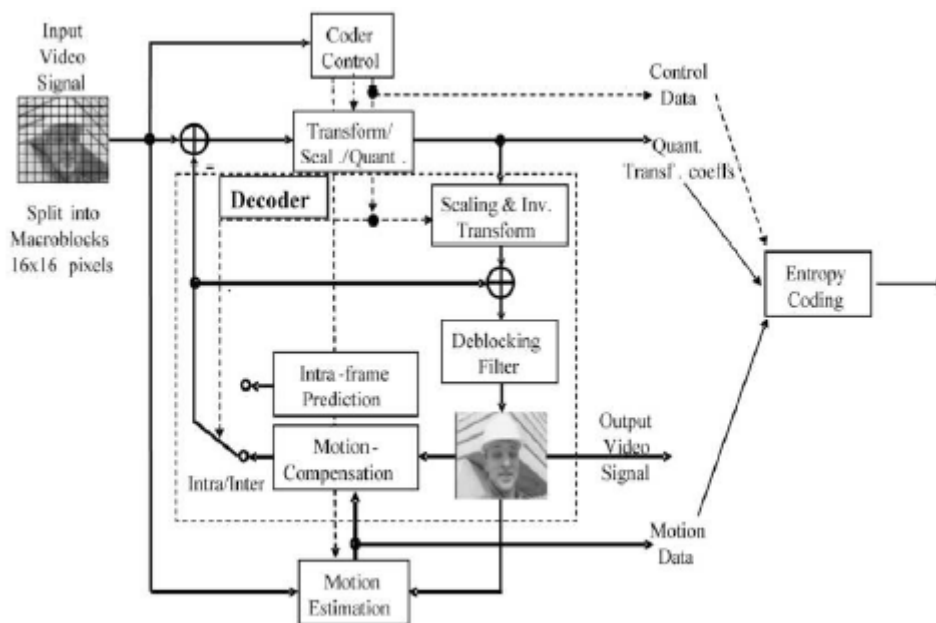 Input
Video
Signal
Coder
Control
Control
Data
Transform/
Scal./Quant.
Quant.
Transf. coeffs
Decoder
Scaling & Inv.
Transform
Split into
Macroblocks
16x16 pixels
Entropy
Coding
Deblocking
Filter
Intra-frame
Prediction
Output
Video
Signal
Motion-
Compensation
Intra/Inter
Motion
Data
Motion
Estimation